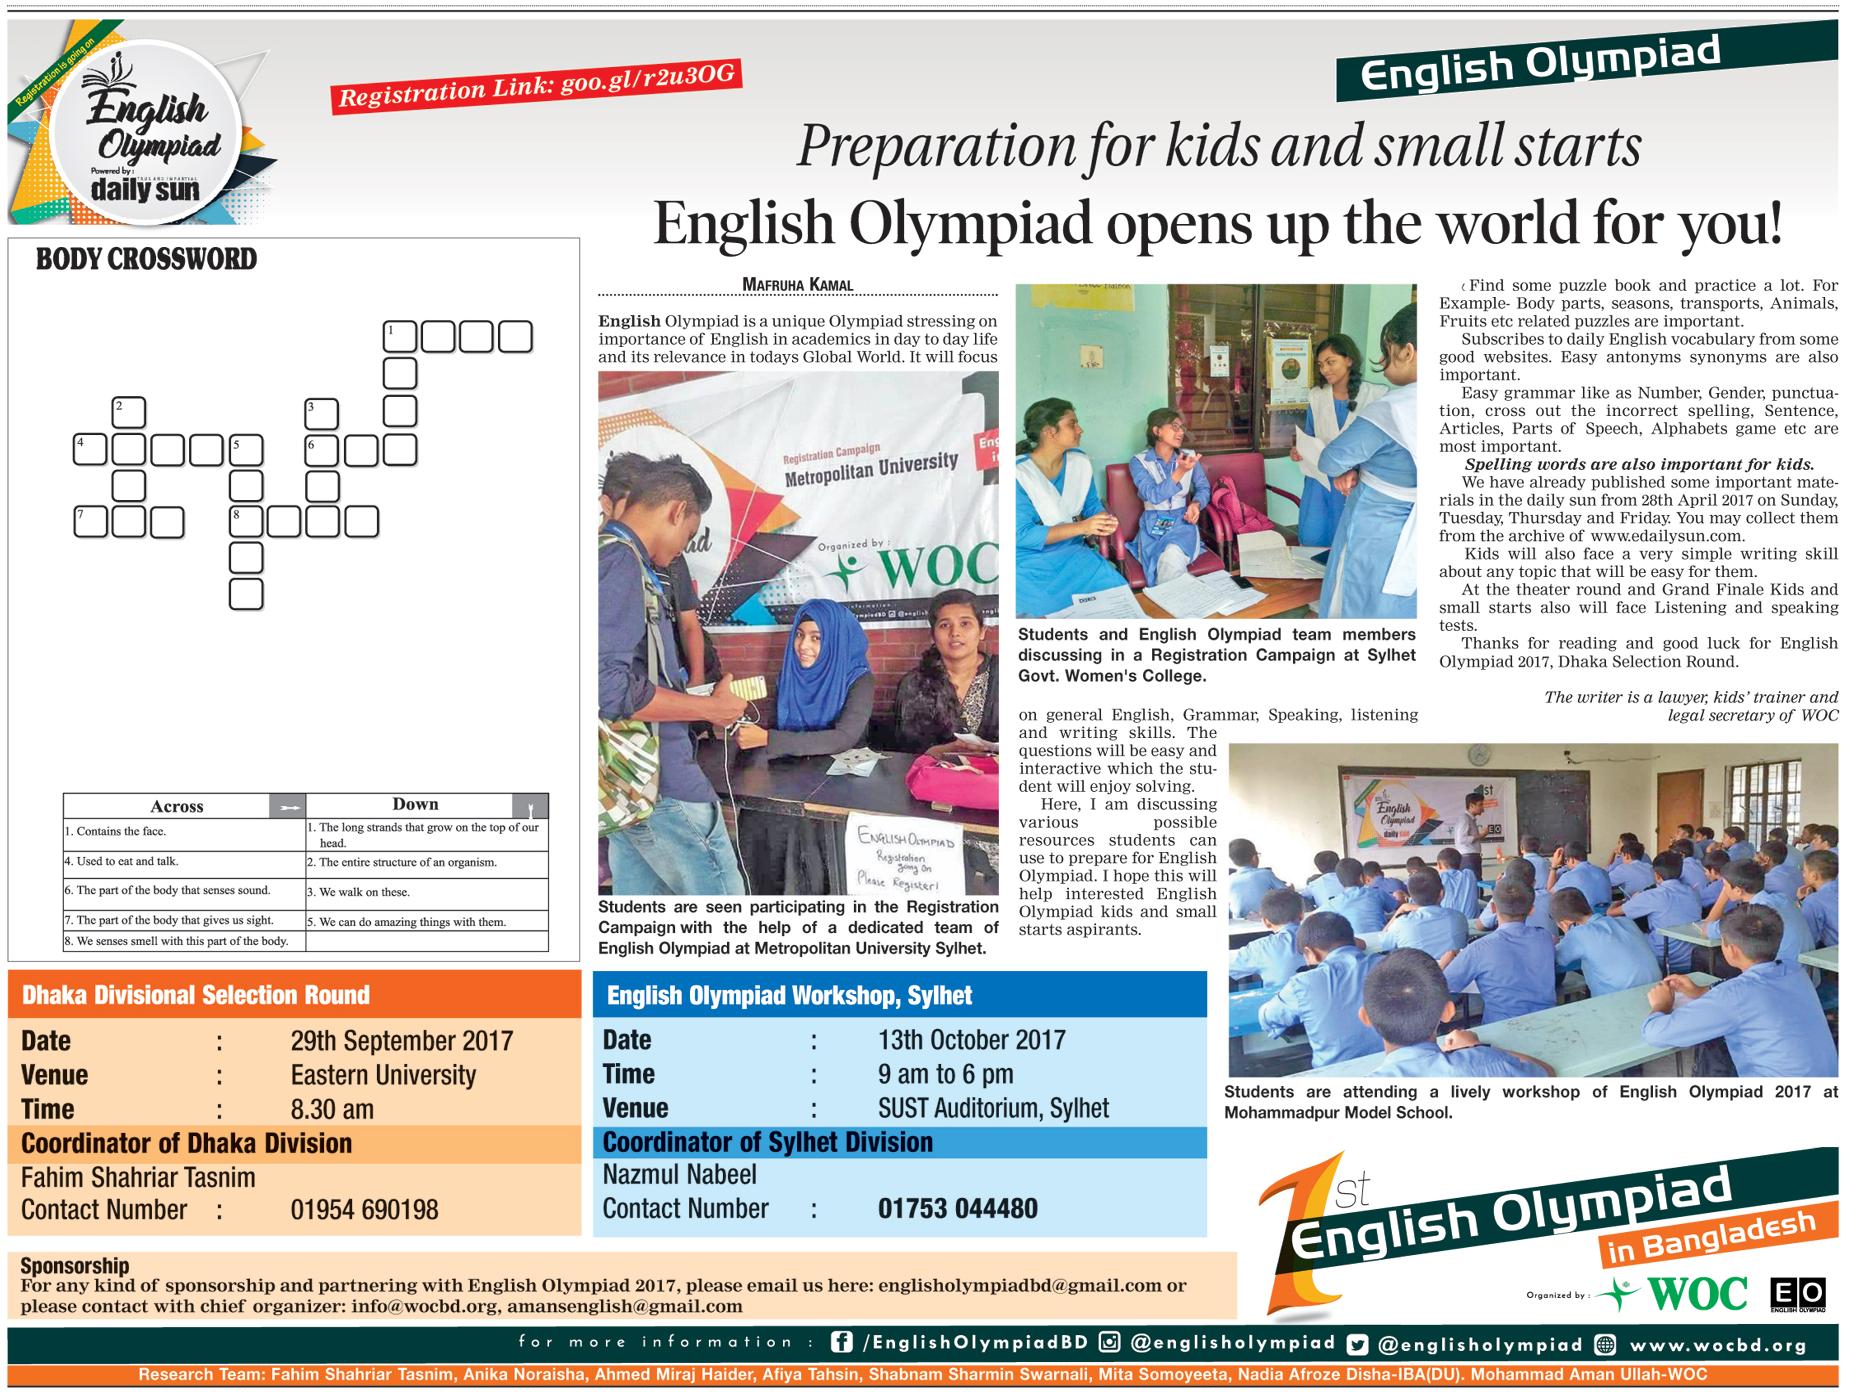 Registration is going on
English
Olympiad
Powered by :
TRUE AND IMPARTIAL
daily sun
Registration Link: goo.gl/r2u3OG
English Olympiad
Preparation for kids and small starts
English Olympiad opens up the world for you!
BODY CROSSWORD
1
2
3
4
5
6
7
8
Across
Down
1. Contains the face.
1. The long strands that grow on the top of our
head.
4. Used to eat and talk.
2. The entire structure of an organism.
6. The part of the body that senses sound.
3. We walk on these.
7. The part of the body that gives us sight.
5. We can do amazing things with them.
8. We senses smell with this part of the body.
MAFRUHA KAMAL
English Olympiad is a unique Olympiad stressing on
importance of English in academics in day to day life
and its relevance in todays Global World. It will focus
Registration Campaign
Metropolitan University
Organized by :
WOC
ENGLISH OLYMPIAD
Registration
going on
Please Register!
Students are seen participating in the Registration
Campaign with the help of a dedicated team of
English Olympiad at Metropolitan University Sylhet.
Students and English Olympiad team members
discussing in a Registration Campaign at Sylhet
Govt. Women's College.
on general English, Grammar, Speaking, listening
and writing skills. The
questions will be easy and
interactive which the stu-
dent will enjoy solving.
Here, I am discussing
various possible
resources students can
use to prepare for English
Olympiad. I hope this will
help interested English
Olympiad kids and small
starts aspirants.
Find some puzzle book and practice a lot. For
Example- Body parts, seasons, transports, Animals,
Fruits etc related puzzles are important.
Subscribes to daily English vocabulary from some
good websites. Easy antonyms synonyms are also
important.
Easy grammar like as Number, Gender, punctua-
tion, cross out the incorrect spelling, Sentence,
Articles, Parts of Speech, Alphabets game etc are
most important.
Spelling words are also important for kids.
We have already published some important mate-
rials in the daily sun from 28th April 2017 on Sunday,
Tuesday, Thursday and Friday. You may collect them
from the archive of www.edailysun.com.
Kids will also face a very simple writing skill
about any topic that will be easy for them.
At the theater round and Grand Finale Kids and
small starts also will face Listening and speaking
tests.
Thanks for reading and good luck for English
Olympiad 2017, Dhaka Selection Round.
The writer is a lawyer, kids' trainer and
legal secretary of WOC
English
Olympiad
daily sun
1st
EO
Students are attending a lively workshop of English Olympiad 2017 at
Mohammadpur Model School.
Dhaka Divisional Selection Round
Date : 29th September 2017
Venue : Eastern University
Time : 8.30 am
Coordinator of Dhaka Division
Fahim Shahriar Tasnim
Contact Number : 01954 690198
English Olympiad Workshop, Sylhet
Date : 13th October 2017
Time : 9 am to 6 pm
Venue : SUST Auditorium, Sylhet
Coordinator of Sylhet Division
Nazmul Nabeel
Contact Number : 01753 044480
1st
English Olympiad
in Bangladesh
Organized by : WOC EO
ENGLISH OLYMPIAD
Sponsorship
For any kind of sponsorship and partnering with English Olympiad 2017, please email us here: englisholympiadbd@gmail.com or
please contact with chief organizer: info@wocbd.org, amansenglish@gmail.com
for more information : /EnglishOlympiadBD @englisholympiad @englisholympiad www.wocbd.org
Research Team: Fahim Shahriar Tasnim, Anika Noraisha, Ahmed Miraj Haider, Afiya Tahsin, Shabnam Sharmin Swarnali, Mita Somoyeeta, Nadia Afroze Disha-IBA(DU). Mohammad Aman Ullah-WOC